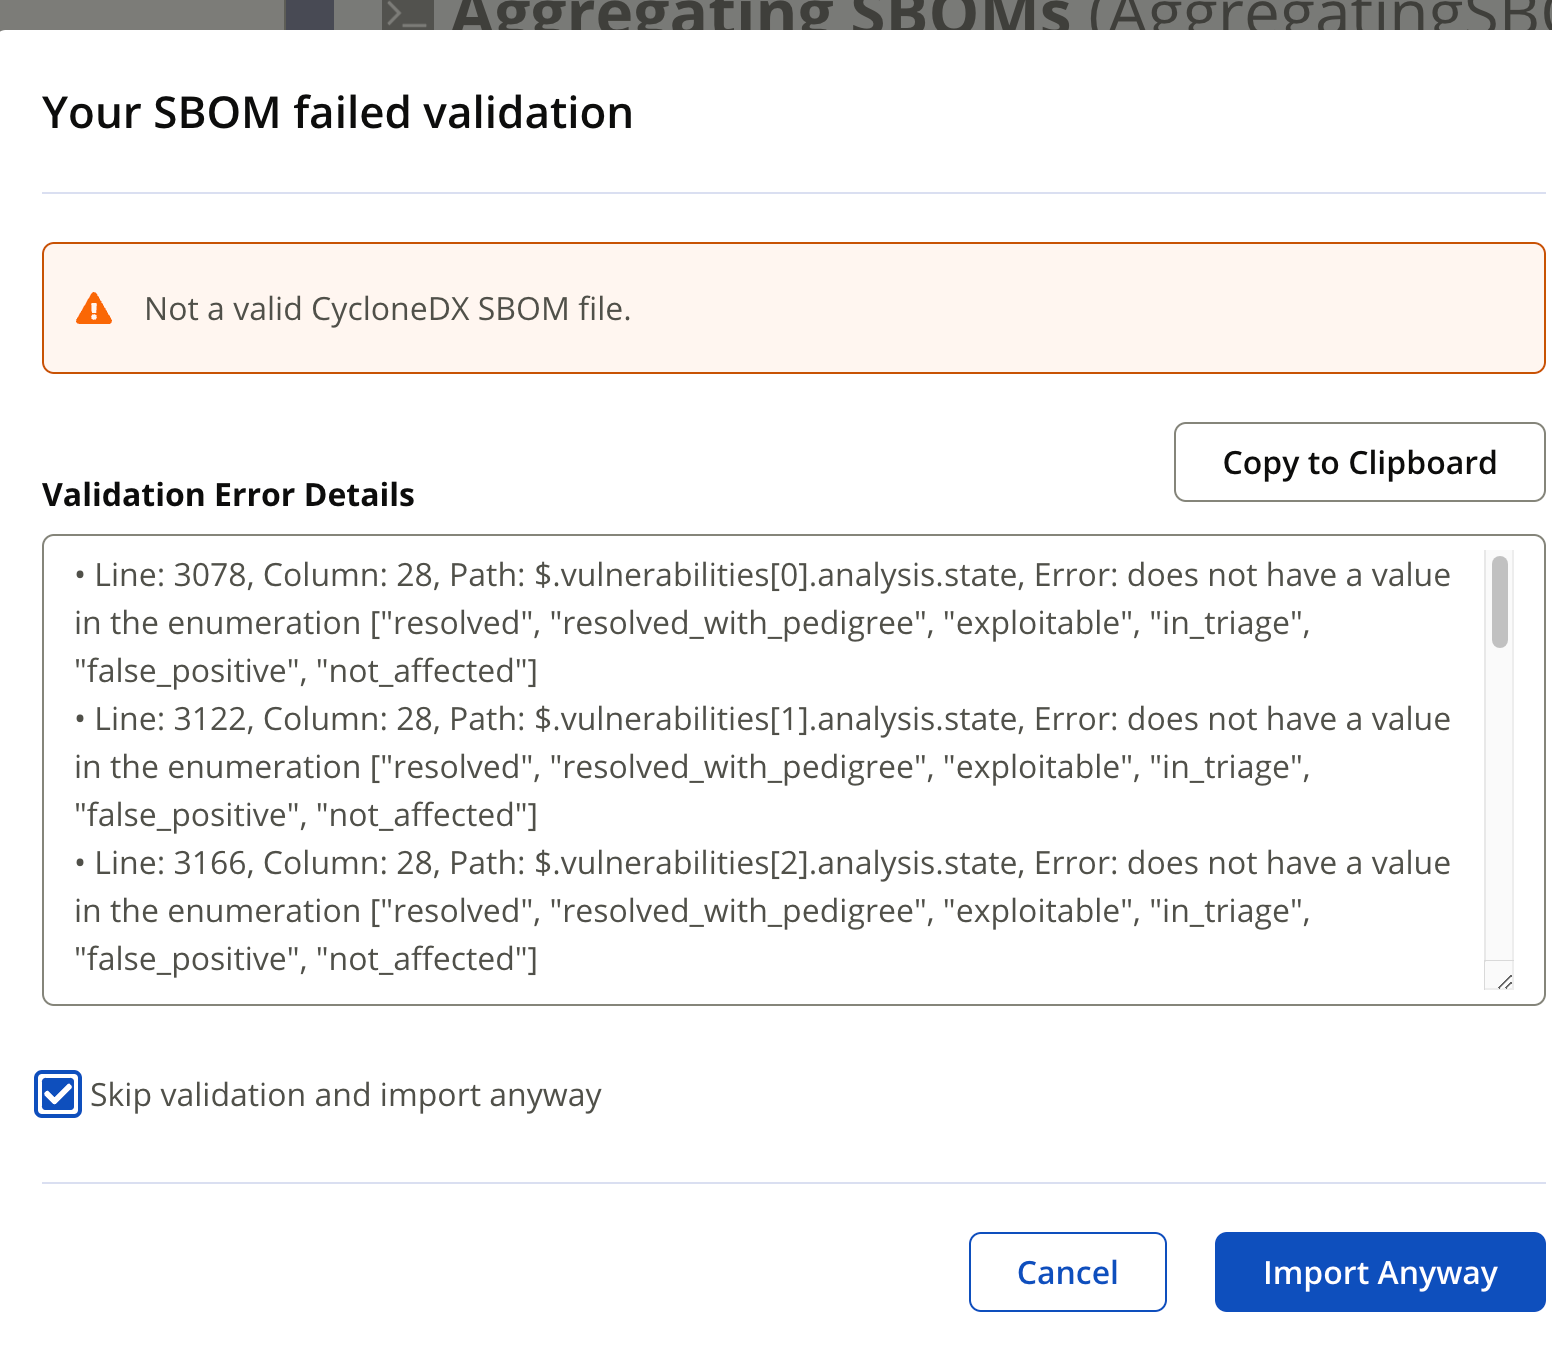 Aggregating SBOMs (AggregatingSBO
Your SBOM failed validation
Not a valid CycloneDX SBOM file.
Copy to Clipboard
Validation Error Details
• Line: 3078, Column: 28, Path: $.vulnerabilities[0].analysis.state, Error: does not have a value
in the enumeration ["resolved", "resolved_with_pedigree", "exploitable", "in_triage",
"false_positive", "not_affected"]
• Line: 3122, Column: 28, Path: $.vulnerabilities[1].analysis.state, Error: does not have a value
in the enumeration ["resolved", "resolved_with_pedigree", "exploitable", "in_triage",
"false_positive", "not_affected"]
• Line: 3166, Column: 28, Path: $.vulnerabilities[2].analysis.state, Error: does not have a value
in the enumeration ["resolved", "resolved_with_pedigree", "exploitable", "in_triage",
"false_positive", "not_affected"]
Skip validation and import anyway
Cancel
Import Anyway